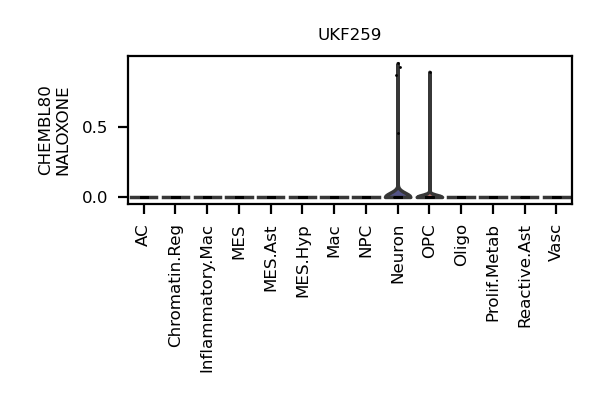 UKF259
CHEMBL80
NALOXONE
0.5
0.0
AC
Chromatin.Reg
Inflammatory.Mac
MES
MES.Ast
MES.Hyp
Mac
NPC
Neuron
OPC
Oligo
Prolif.Metab
Reactive.Ast
Vasc